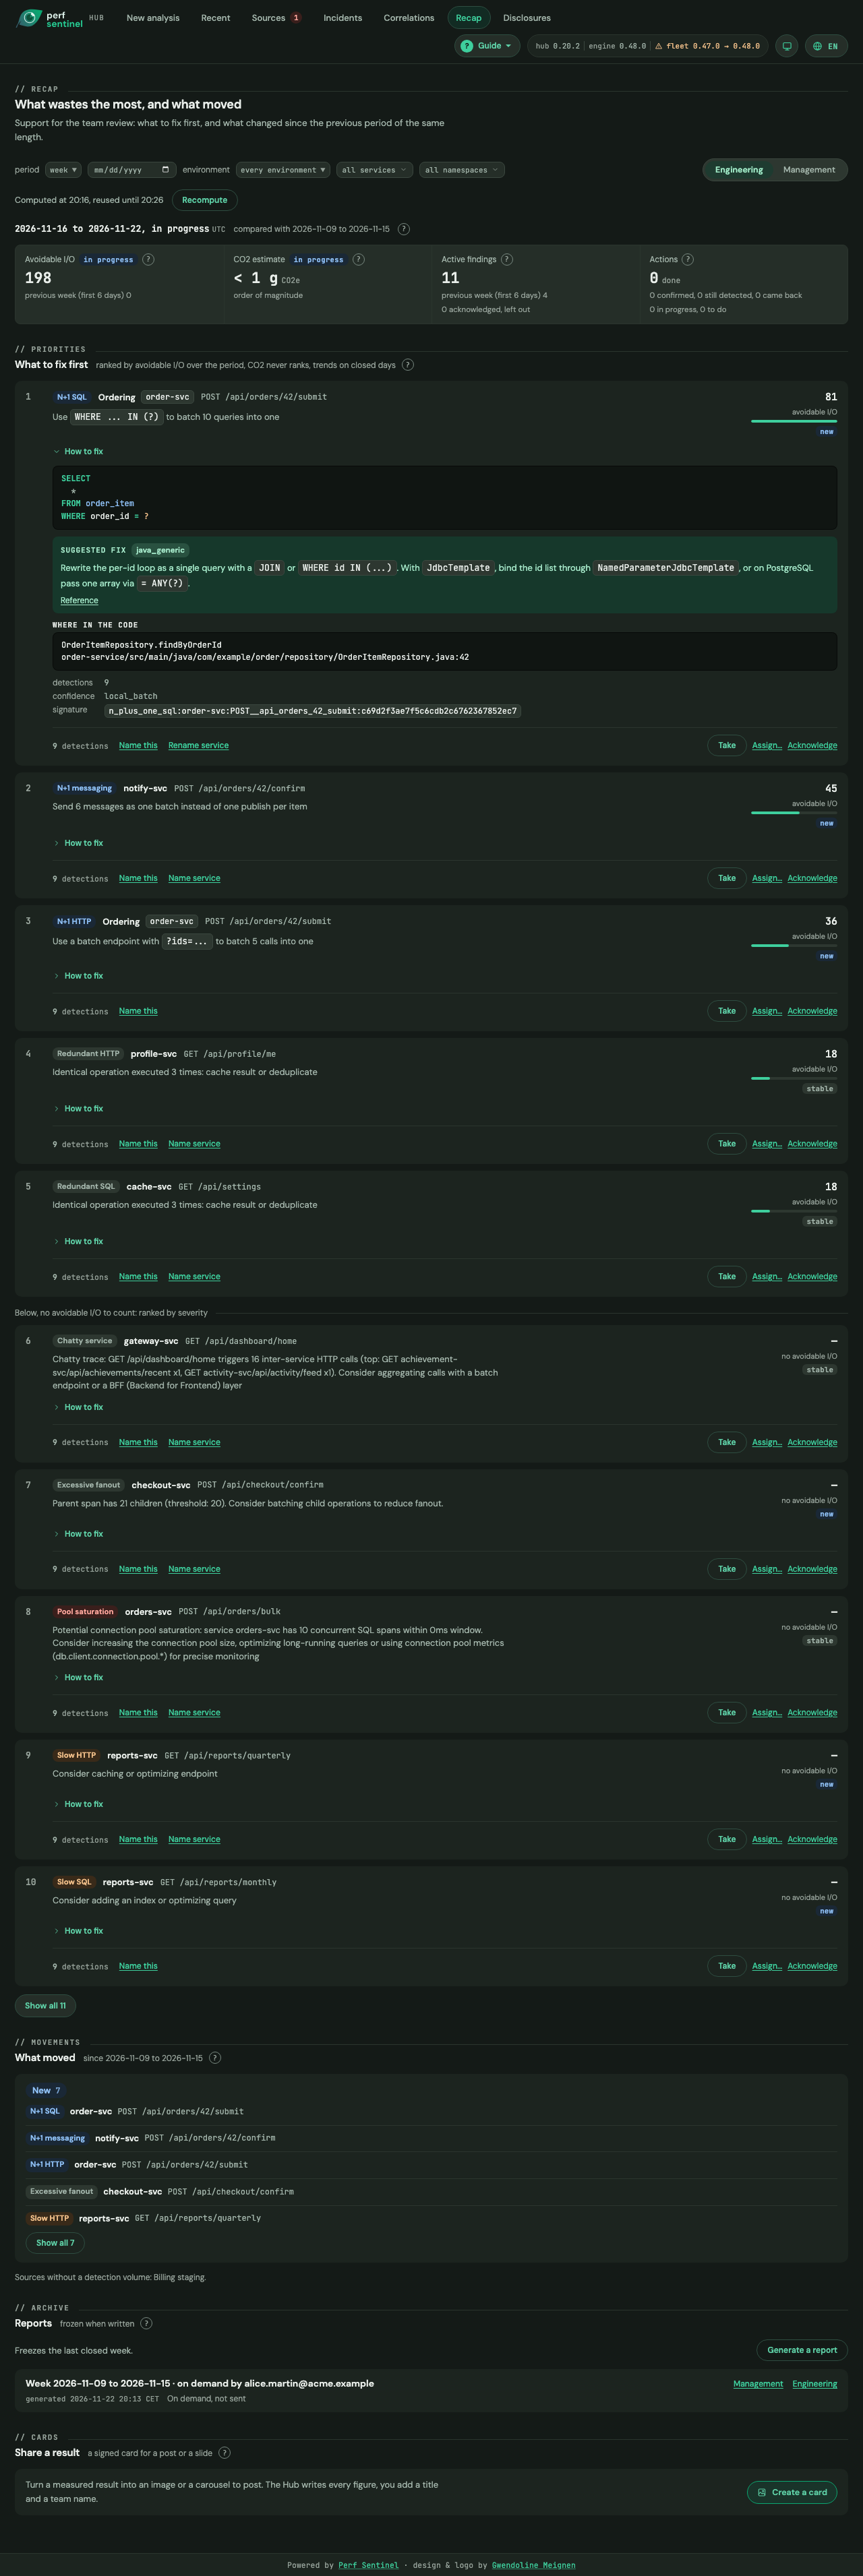 perf
sentinel
HUB
New analysis
Recent
Sources 1
Incidents
Correlations
Recap
Disclosures
? Guide
hub 0.20.2 | engine 0.48.0 | ⚠ fleet 0.47.0 → 0.48.0
EN
// RECAP
What wastes the most, and what moved
Support for the team review: what to fix first, and what changed since the previous period of the same
length.
period week ▾ mm/dd/yyyy environment every environment ▾ all services all namespaces
Engineering Management
Computed at 20:16, reused until 20:26 Recompute
2026-11-16 to 2026-11-22, in progress UTC compared with 2026-11-09 to 2026-11-15 ?
Avoidable I/O in progress ?
198
previous week (first 6 days) 0
CO2 estimate in progress ?
< 1 g CO2e
order of magnitude
Active findings ?
11
previous week (first 6 days) 4
0 acknowledged, left out
Actions ?
0 done
0 confirmed, 0 still detected, 0 came back
0 in progress, 0 to do
// PRIORITIES
What to fix first ranked by avoidable I/O over the period, CO2 never ranks, trends on closed days ?
1 N+1 SQL Ordering order-svc POST /api/orders/42/submit 81
Use WHERE ... IN (?) to batch 10 queries into one avoidable I/O
new
How to fix
SELECT
*
FROM order_item
WHERE order_id = ?
SUGGESTED FIX java_generic
Rewrite the per-id loop as a single query with a JOIN or WHERE id IN (...). With JdbcTemplate, bind the id list through NamedParameterJdbcTemplate, or on PostgreSQL
pass one array via = ANY(?).
Reference
WHERE IN THE CODE
OrderItemRepository.findByOrderId
order-service/src/main/java/com/example/order/repository/OrderItemRepository.java:42
detections 9
confidence local_batch
signature n_plus_one_sql:order-svc:POST__api_orders_42_submit:c69d2f3ae7f5c6cdb2c6762367852ec7
9 detections Name this Rename service Take Assign... Acknowledge
2 N+1 messaging notify-svc POST /api/orders/42/confirm 45
Send 6 messages as one batch instead of one publish per item avoidable I/O
new
How to fix
9 detections Name this Name service Take Assign... Acknowledge
3 N+1 HTTP Ordering order-svc POST /api/orders/42/submit 36
Use a batch endpoint with ?ids=... to batch 5 calls into one avoidable I/O
new
How to fix
9 detections Name this Take Assign... Acknowledge
4 Redundant HTTP profile-svc GET /api/profile/me 18
Identical operation executed 3 times: cache result or deduplicate avoidable I/O
stable
How to fix
9 detections Name this Name service Take Assign... Acknowledge
5 Redundant SQL cache-svc GET /api/settings 18
Identical operation executed 3 times: cache result or deduplicate avoidable I/O
stable
How to fix
9 detections Name this Name service Take Assign... Acknowledge
Below, no avoidable I/O to count: ranked by severity
6 Chatty service gateway-svc GET /api/dashboard/home –
Chatty trace: GET /api/dashboard/home triggers 16 inter-service HTTP calls (top: GET achievement-
svc/api/achievements/recent x1, GET activity-svc/api/activity/feed x1). Consider aggregating calls with a batch
endpoint or a BFF (Backend for Frontend) layer
no avoidable I/O
stable
How to fix
9 detections Name this Name service Take Assign... Acknowledge
7 Excessive fanout checkout-svc POST /api/checkout/confirm –
Parent span has 21 children (threshold: 20). Consider batching child operations to reduce fanout. no avoidable I/O
new
How to fix
9 detections Name this Name service Take Assign... Acknowledge
8 Pool saturation orders-svc POST /api/orders/bulk –
Potential connection pool saturation: service orders-svc has 10 concurrent SQL spans within 0ms window.
Consider increasing the connection pool size, optimizing long-running queries or using connection pool metrics
(db.client.connection.pool.*) for precise monitoring
no avoidable I/O
stable
How to fix
9 detections Name this Name service Take Assign... Acknowledge
9 Slow HTTP reports-svc GET /api/reports/quarterly –
Consider caching or optimizing endpoint no avoidable I/O
new
How to fix
9 detections Name this Name service Take Assign... Acknowledge
10 Slow SQL reports-svc GET /api/reports/monthly –
Consider adding an index or optimizing query no avoidable I/O
new
How to fix
9 detections Name this Take Assign... Acknowledge
Show all 11
// MOVEMENTS
What moved since 2026-11-09 to 2026-11-15 ?
New 7
N+1 SQL order-svc POST /api/orders/42/submit
N+1 messaging notify-svc POST /api/orders/42/confirm
N+1 HTTP order-svc POST /api/orders/42/submit
Excessive fanout checkout-svc POST /api/checkout/confirm
Slow HTTP reports-svc GET /api/reports/quarterly
Show all 7
Sources without a detection volume: Billing staging.
// ARCHIVE
Reports frozen when written ?
Freezes the last closed week. Generate a report
Week 2026-11-09 to 2026-11-15 · on demand by alice.martin@acme.example Management Engineering
generated 2026-11-22 20:13 CET On demand, not sent
// CARDS
Share a result a signed card for a post or a slide ?
Turn a measured result into an image or a carousel to post. The Hub writes every figure, you add a title
and a team name.
Create a card
Powered by Perf Sentinel · design & logo by Gwendoline Meignen